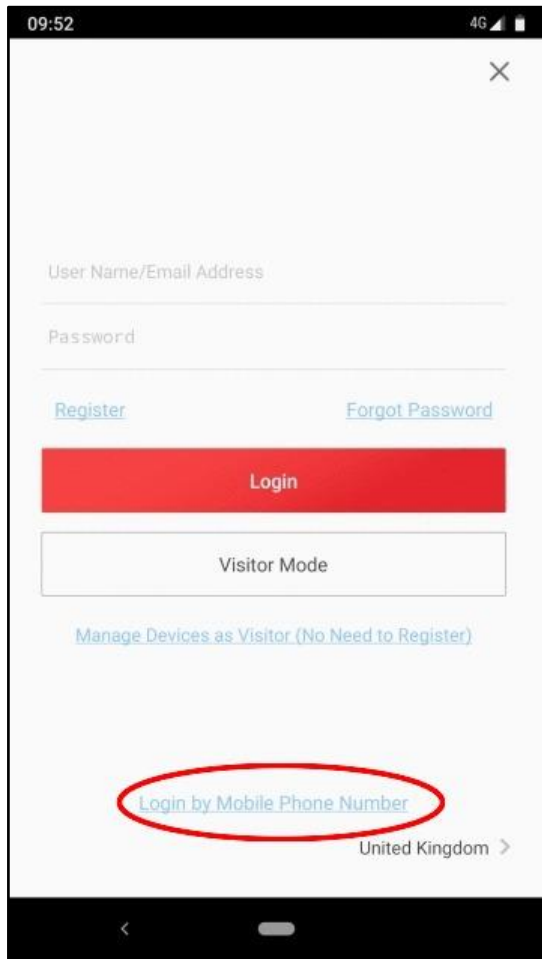 09:52 4G
User Name/Email Address
Password
Register Forgot Password
Login
Visitor Mode
Manage Devices as Visitor (No Need to Register)
Login by Mobile Phone Number
United Kingdom